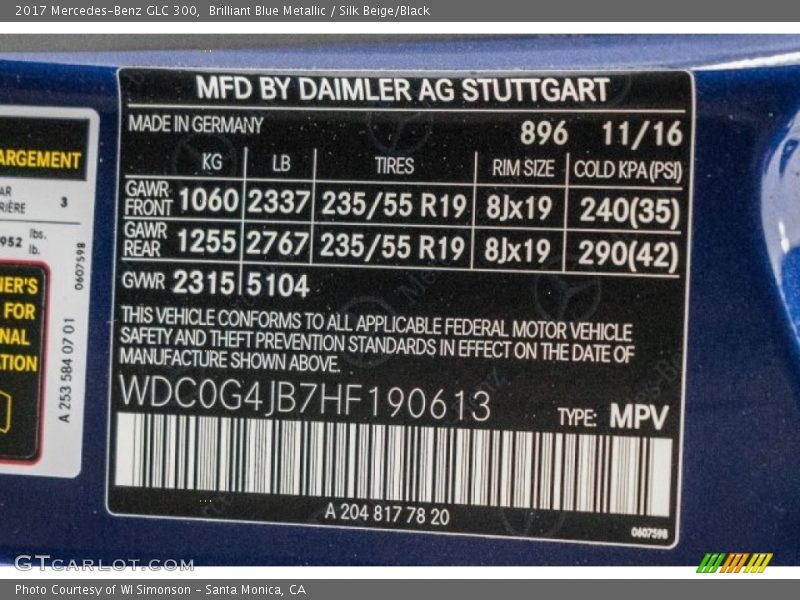 2017 Mercedes-Benz GLC 300, Brilliant Blue Metallic / Silk Beige/Black
MFD BY DAIMLER AG STUTTGART
MADE IN GERMANY 896 11/16
KG LB TIRES RIM SIZE COLD KPA(PSI)
GAWR FRONT 1060 2337 235/55 R19 8Jx19 240(35)
GAWR REAR 1255 2767 235/55 R19 8Jx19 290(42)
GWR 2315 5104
THIS VEHICLE CONFORMS TO ALL APPLICABLE FEDERAL MOTOR VEHICLE
SAFETY AND THEFT PREVENTION STANDARDS IN EFFECT ON THE DATE OF
MANUFACTURE SHOWN ABOVE.
WDC0G4JB7HF190613
TYPE: MPV
A 204 817 78 20
0607598
ARGEMENT
3
lbs.
lb.
0607598
NER'S
FOR
NAL
TION
A 253 584 07 01
GTCARLOT.COM
Photo Courtesy of WI Simonson - Santa Monica, CA